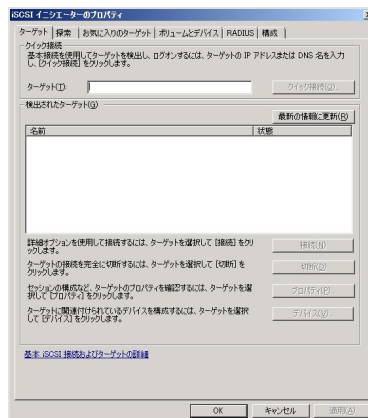 iSCSI イニシエーターのプロパティ
ターゲット 探索 お気に入りのターゲット ボリュームとデバイス RADIUS 構成
クイック接続
基本接続を使用してターゲットを検出し、ログオンするには、ターゲットの IP アドレスまたは DNS 名を入力
し、[クイック接続] をクリックします。
ターゲット(T): クイック接続(Q)...
検出されたターゲット(G)
最新の情報に更新(R)
名前 状態
詳細オプションを使用して接続するには、ターゲットを選択して [接続] をクリ
ックします。
接続(N)
ターゲットの接続を完全に切断するには、ターゲットを選択して [切断] を
クリックします。
切断(D)
セッションの構成など、ターゲットのプロパティを確認するには、ターゲットを選
択して [プロパティ] をクリックします。
プロパティ(P)...
ターゲットに関連付けられているデバイスを構成するには、ターゲットを選択
して [デバイス] をクリックします。
デバイス(V)...
基本 iSCSI 接続およびターゲットの詳細
OK キャンセル 適用(A)